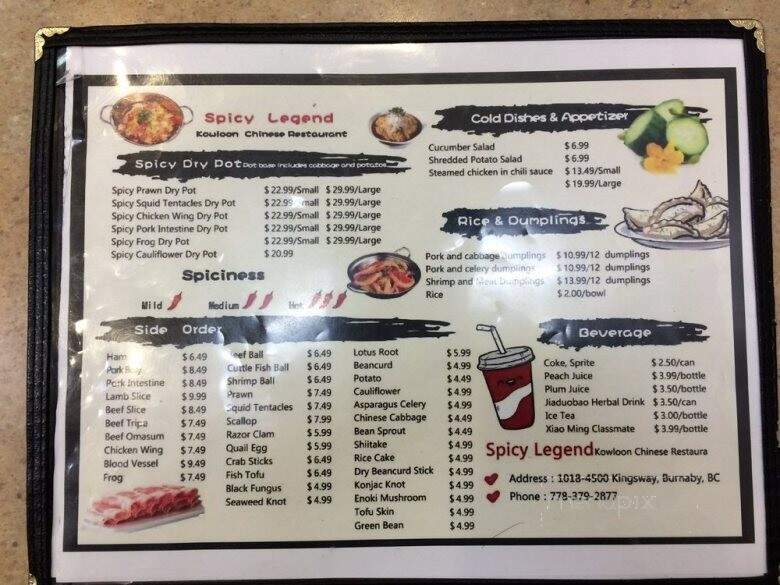 Spicy Legend
Kowloon Chinese Restaurant
Spicy Dry Pot Dot base includes cabbage and potatoes
Spicy Prawn Dry Pot $22.99/Small $29.99/Large
Spicy Squid Tentacles Dry Pot $22.99/Small $29.99/Large
Spicy Chicken Wing Dry Pot $22.99/Small $29.99/Large
Spicy Pork Intestine Dry Pot $22.99/Small $29.99/Large
Spicy Frog Dry Pot $22.99/Small $29.99/Large
Spicy Cauliflower Dry Pot $20.99
Spiciness
Mild Medium Hot
Cold Dishes & Appetizer
Cucumber Salad $6.99
Shredded Potato Salad $6.99
Steamed chicken in chili sauce $13.49/Small
$19.99/Large
Rice & Dumplings
Pork and cabbage dumplings $10.99/12 dumplings
Pork and celery dumplings $10.99/12 dumplings
Shrimp and Meat Dumplings $13.99/12 dumplings
Rice $2.00/bowl
Side Order
Ham $6.49
Pork Belly $8.49
Pork Intestine $8.49
Lamb Slice $9.99
Beef Slice $8.49
Beef Tripa $7.49
Beef Omasum $7.49
Chicken Wing $7.49
Blood Vessel $9.49
Frog $7.49
Beef Ball $6.49
Cuttle Fish Ball $6.49
Shrimp Ball $6.49
Prawn $7.49
Squid Tentacles $7.49
Scallop $7.99
Razor Clam $5.99
Quail Egg $5.99
Crab Sticks $6.49
Fish Tofu $6.49
Black Fungus $4.99
Seaweed Knot $4.99
Lotus Root $5.99
Beancurd $4.99
Potato $4.49
Cauliflower $4.99
Asparagus Celery $4.99
Chinese Cabbage $4.49
Bean Sprout $4.49
Shiitake $4.99
Rice Cake $4.99
Dry Beancurd Stick $4.99
Konjac Knot $4.99
Enoki Mushroom $4.99
Tofu Skin $4.99
Green Bean $4.99
Beverage
Coke, Sprite $2.50/can
Peach Juice $3.99/bottle
Plum Juice $3.50/bottle
Jiaduobao Herbal Drink $3.50/can
Ice Tea $3.00/bottle
Xiao Ming Classmate $3.99/bottle
Spicy Legend Kowloon Chinese Restaura
Address : 1018-4500 Kingsway, Burnaby, BC
Phone : 778-379-2877